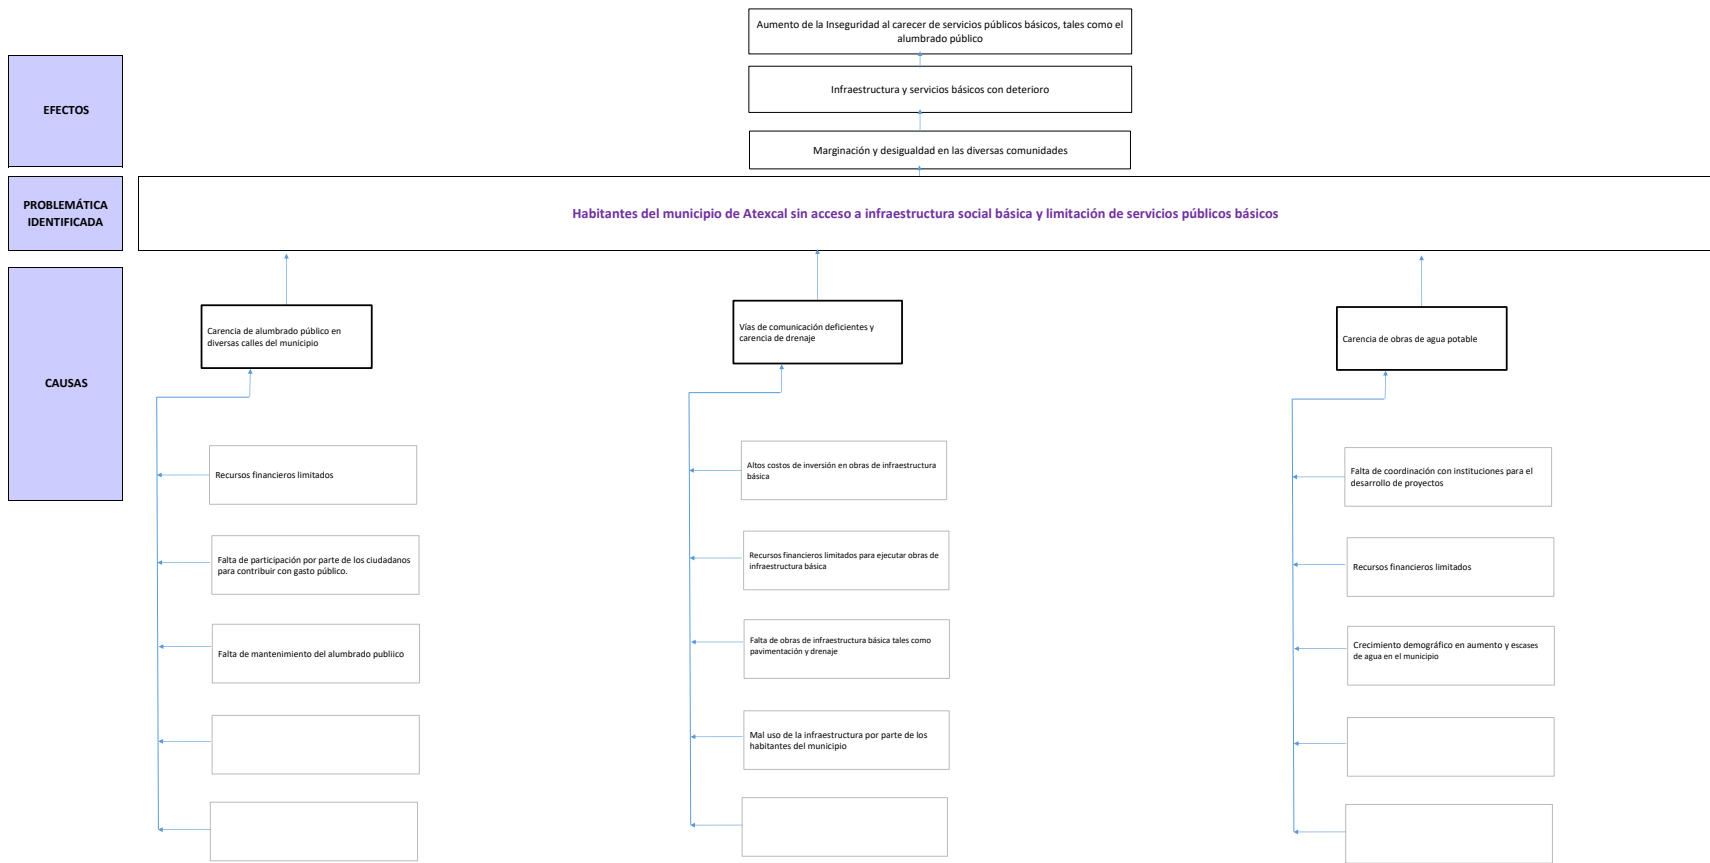 Aumento de la Inseguridad al carecer de servicios públicos básicos, tales como el
alumbrado público
EFECTOS
Infraestructura y servicios básicos con deterioro
Marginación y desigualdad en las diversas comunidades
PROBLEMÁTICA
IDENTIFICADA
Habitantes del municipio de Atexcal sin acceso a infraestructura social básica y limitación de servicios públicos básicos
CAUSAS
Carencia de alumbrado público en
diversas calles del municipio
Recursos financieros limitados
Falta de participación por parte de los ciudadanos
para contribuir con gasto público.
Falta de mantenimiento del alumbrado publiico
Vías de comunicación deficientes y
carencia de drenaje
Altos costos de inversión en obras de infraestructura
básica
Recursos financieros limitados para ejecutar obras de
infraestructura básica
Falta de obras de infraestructura básica tales como
pavimentación y drenaje
Mal uso de la infraestructura por parte de los
habitantes del municipio
Carencia de obras de agua potable
Falta de coordinación con instituciones para el
desarrollo de proyectos
Recursos financieros limitados
Crecimiento demográfico en aumento y escases
de agua en el municipio